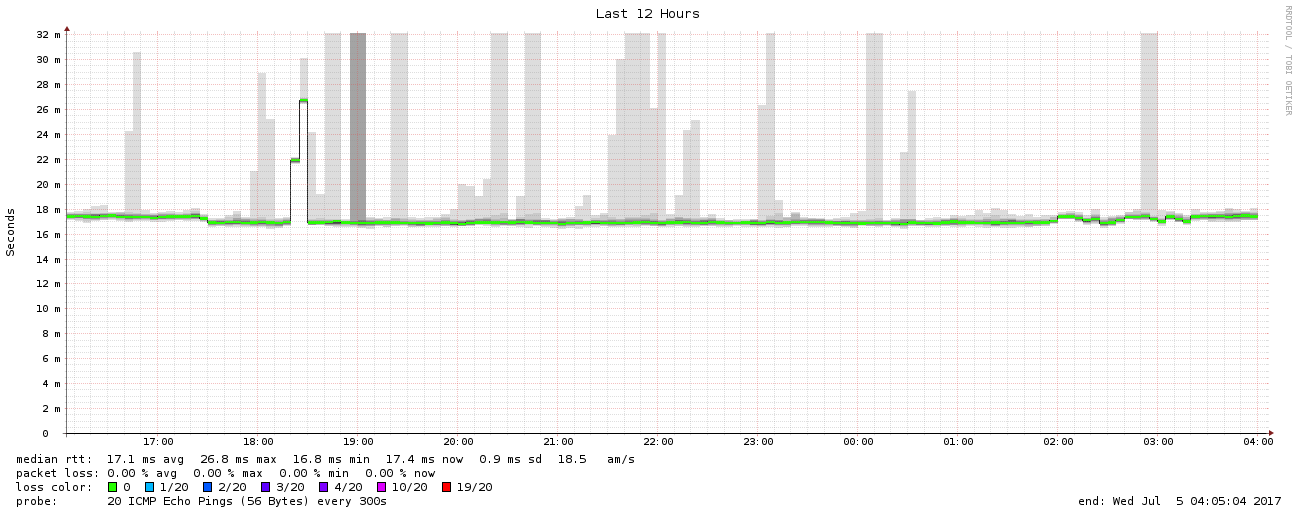 Last 12 Hours
RRDTOOL / TOBI OETIKER
Seconds
32 m
30 m
28 m
26 m
24 m
22 m
20 m
18 m
16 m
14 m
12 m
10 m
8 m
6 m
4 m
2 m
0
17:00 18:00 19:00 20:00 21:00 22:00 23:00 00:00 01:00 02:00 03:00 04:00
median rtt: 17.1 ms avg 26.8 ms max 16.8 ms min 17.4 ms now 0.9 ms sd 18.5 am/s
packet loss: 0.00 % avg 0.00 % max 0.00 % min 0.00 % now
loss color: 0 1/20 2/20 3/20 4/20 10/20 19/20
probe: 20 ICMP Echo Pings (56 Bytes) every 300s end: Wed Jul 5 04:05:04 2017